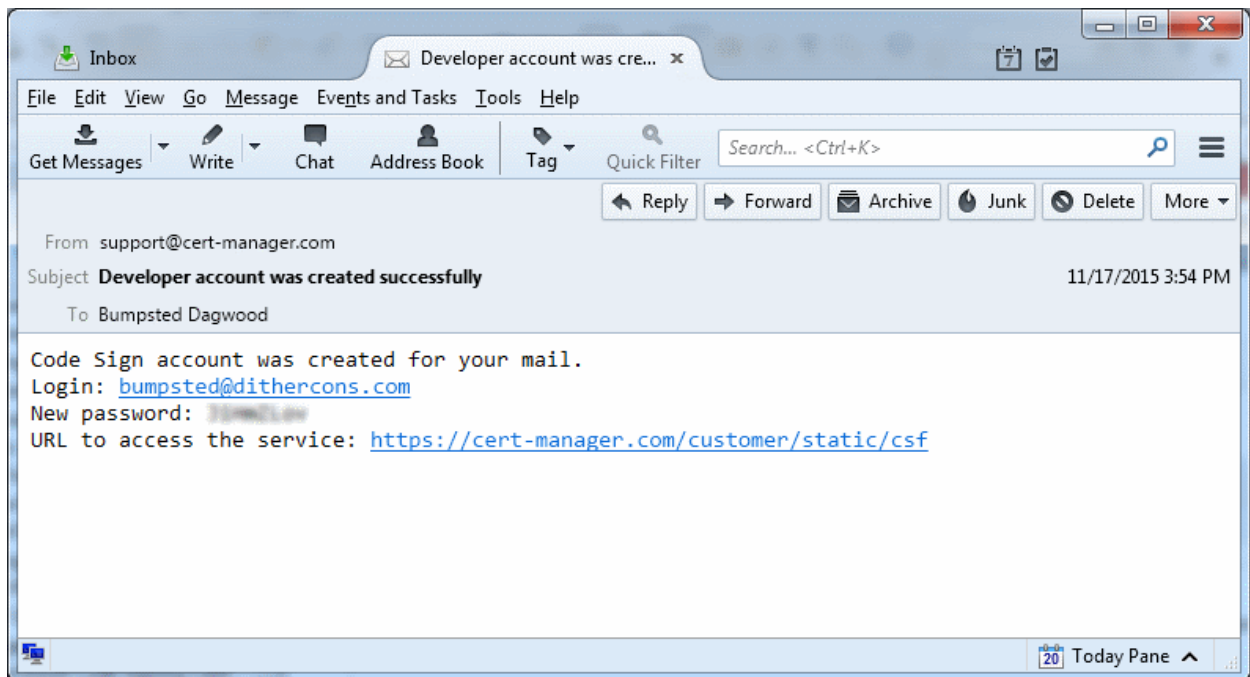 Inbox
Developer account was cre...
7
File Edit View Go Message Events and Tasks Tools Help
Get Messages Write Chat Address Book Tag Quick Filter Search... <Ctrl+K>
Reply Forward Archive Junk Delete More
From support@cert-manager.com
Subject Developer account was created successfully 11/17/2015 3:54 PM
To Bumpsted Dagwood
Code Sign account was created for your mail.
Login: bumpsted@dithercons.com
New password:
URL to access the service: https://cert-manager.com/customer/static/csf
20 Today Pane